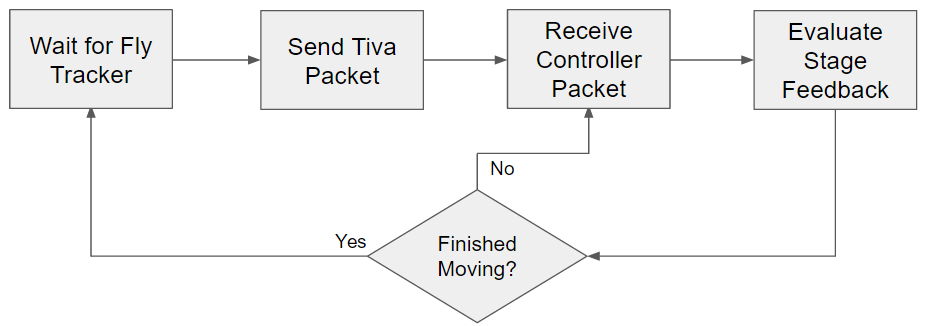 Wait for Fly
Tracker
Send Tiva
Packet
Receive
Controller
Packet
Evaluate
Stage
Feedback
No
Yes
Finished
Moving?